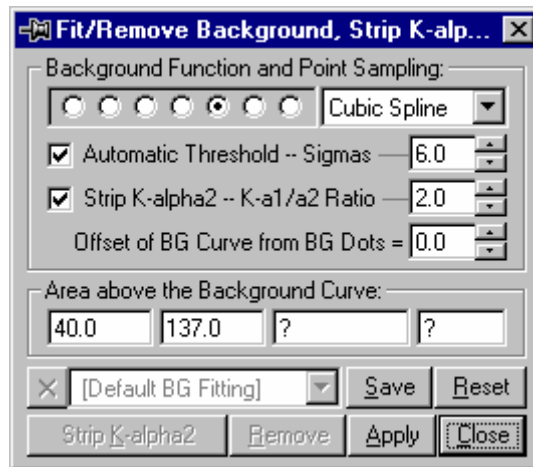 Fit/Remove Background, Strip K-alp...
Background Function and Point Sampling:
Cubic Spline
Automatic Threshold -- Sigmas 6.0
Strip K-alpha2 -- K-a1/a2 Ratio 2.0
Offset of BG Curve from BG Dots = 0.0
Area above the Background Curve:
40.0 137.0 ? ?
[Default BG Fitting] Save Reset
Strip K-alpha2 Remove Apply Close